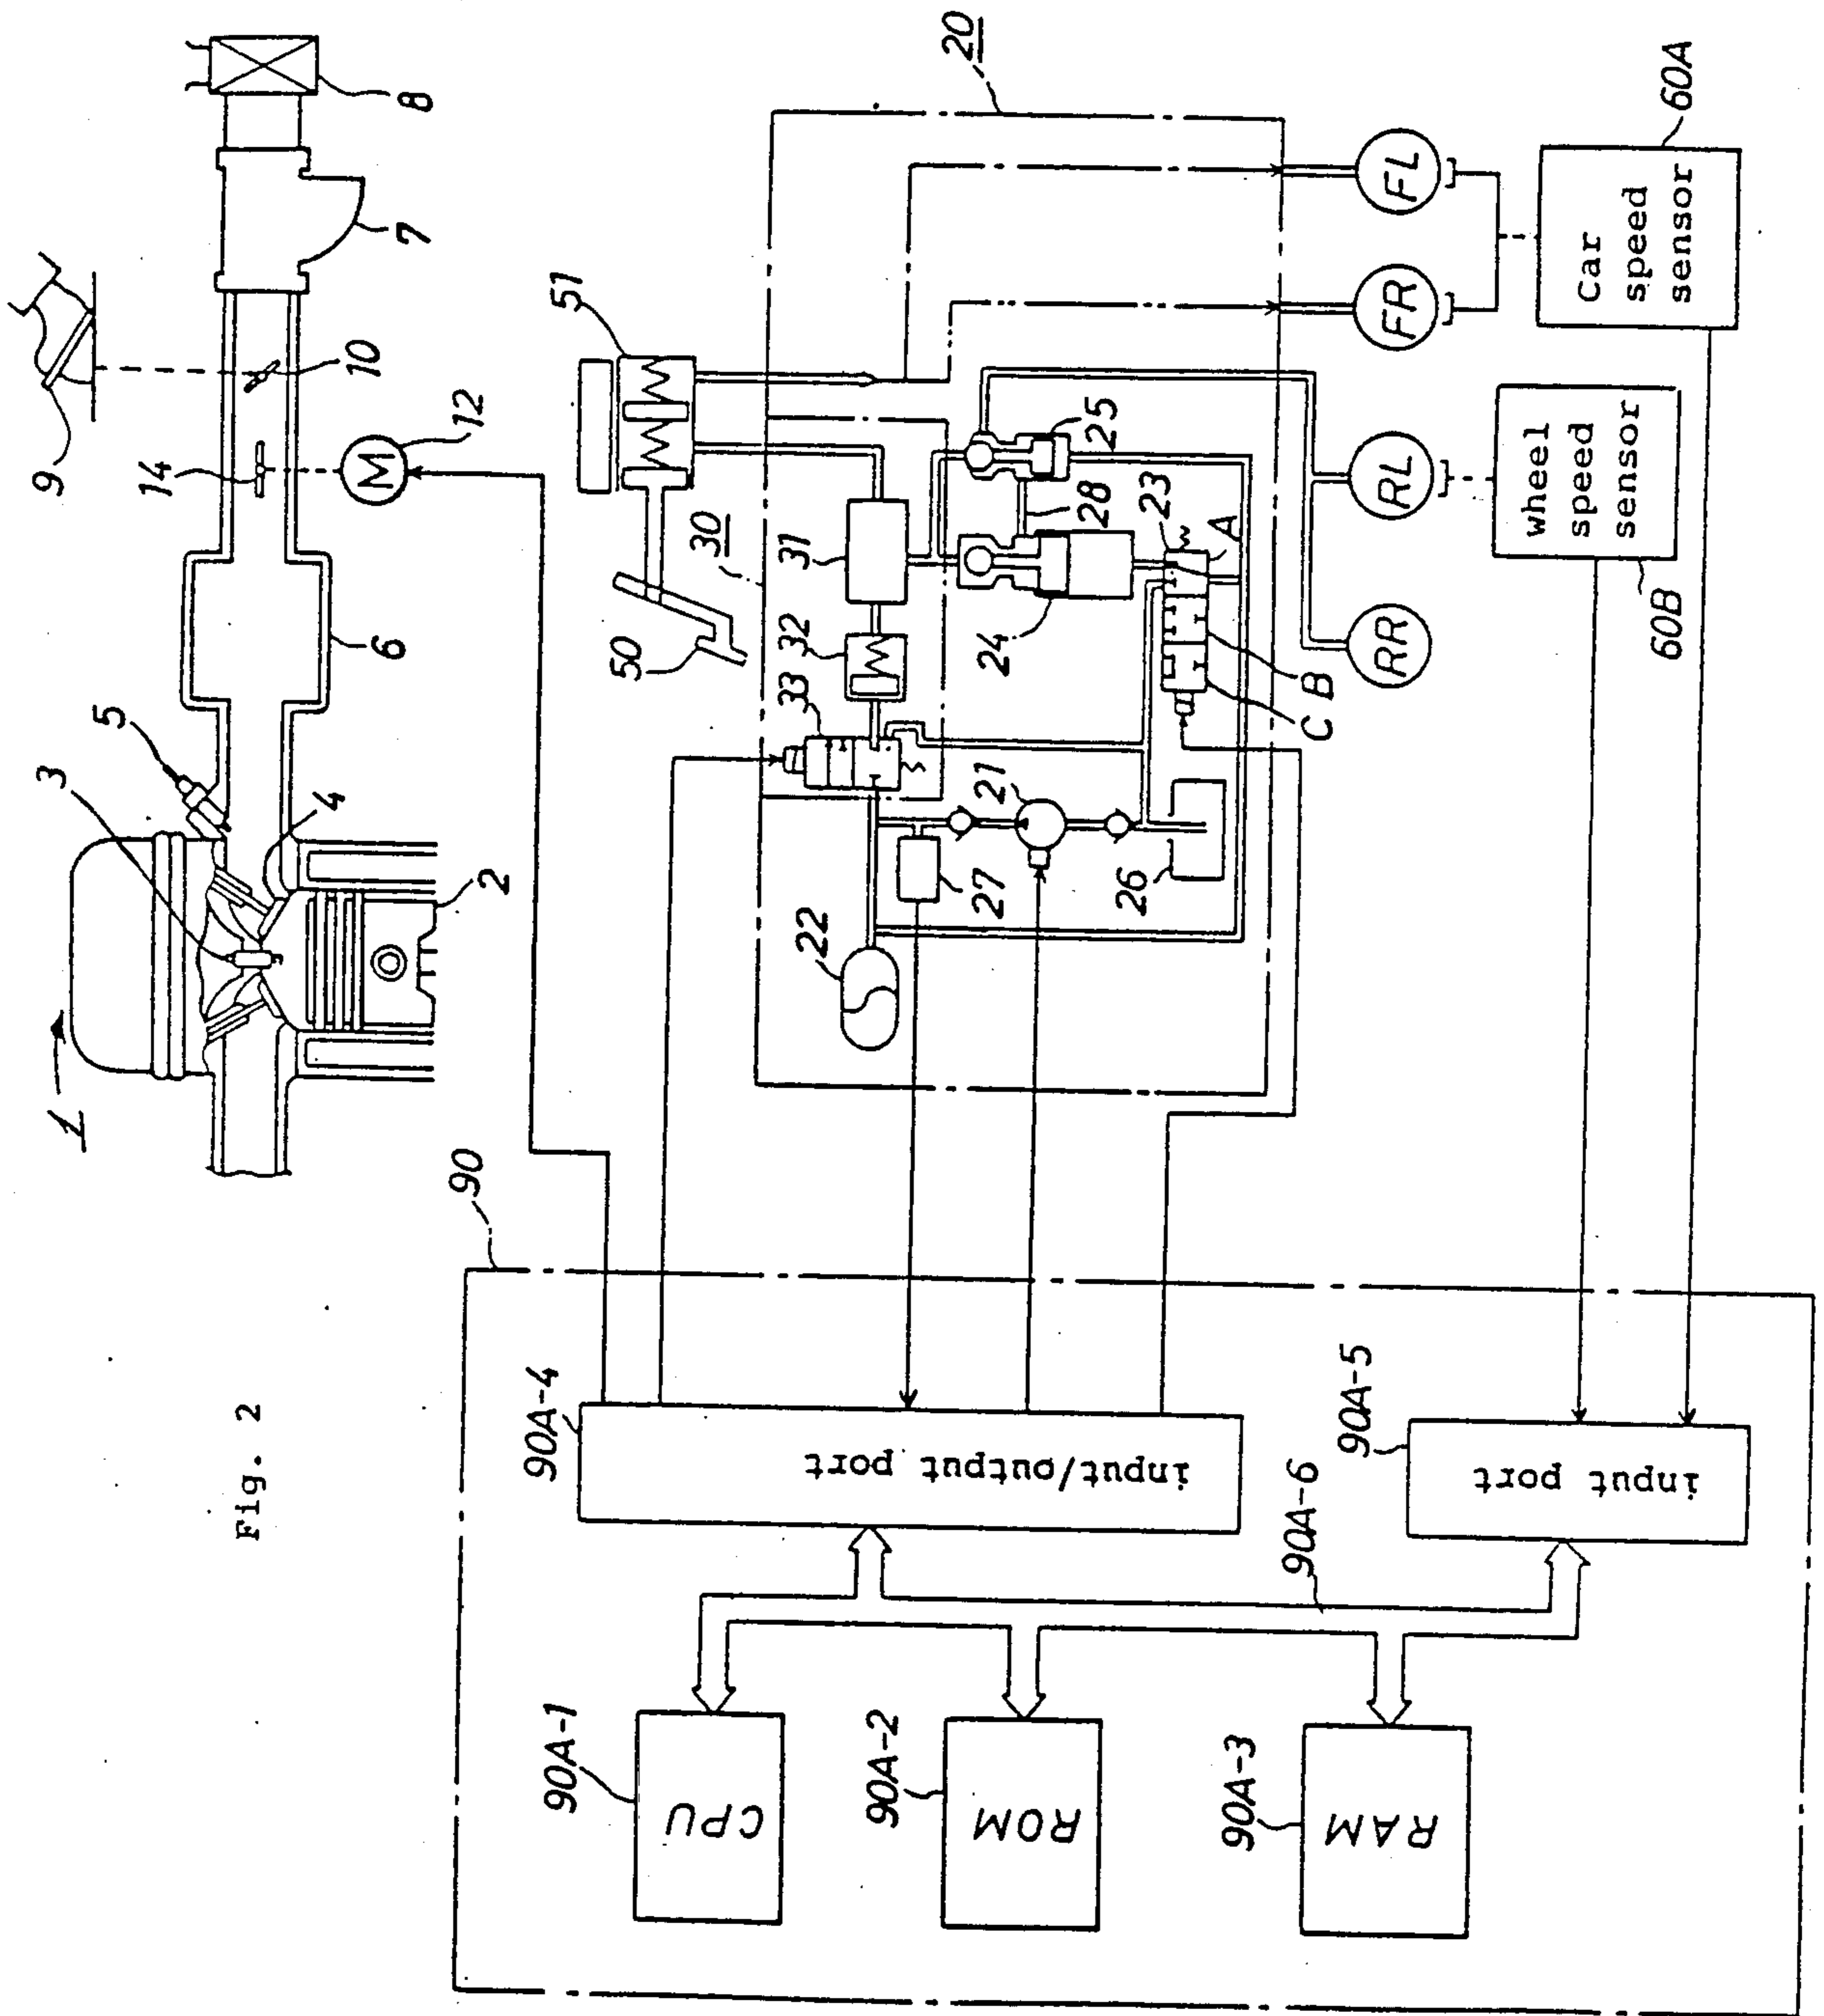 Fig. 2
1
2
3
4
5
6
7
8
9
10
12
14
M
20
21
22
23
24
25
26
27
28
30
31
32
33
A
B
C
50
51
FL
FR
RL
RR
Car speed sensor
60A
wheel speed sensor
60B
90
90A-4
input/output port
90A-5
input port
90A-6
90A-1
CPU
90A-2
ROM
90A-3
RAM